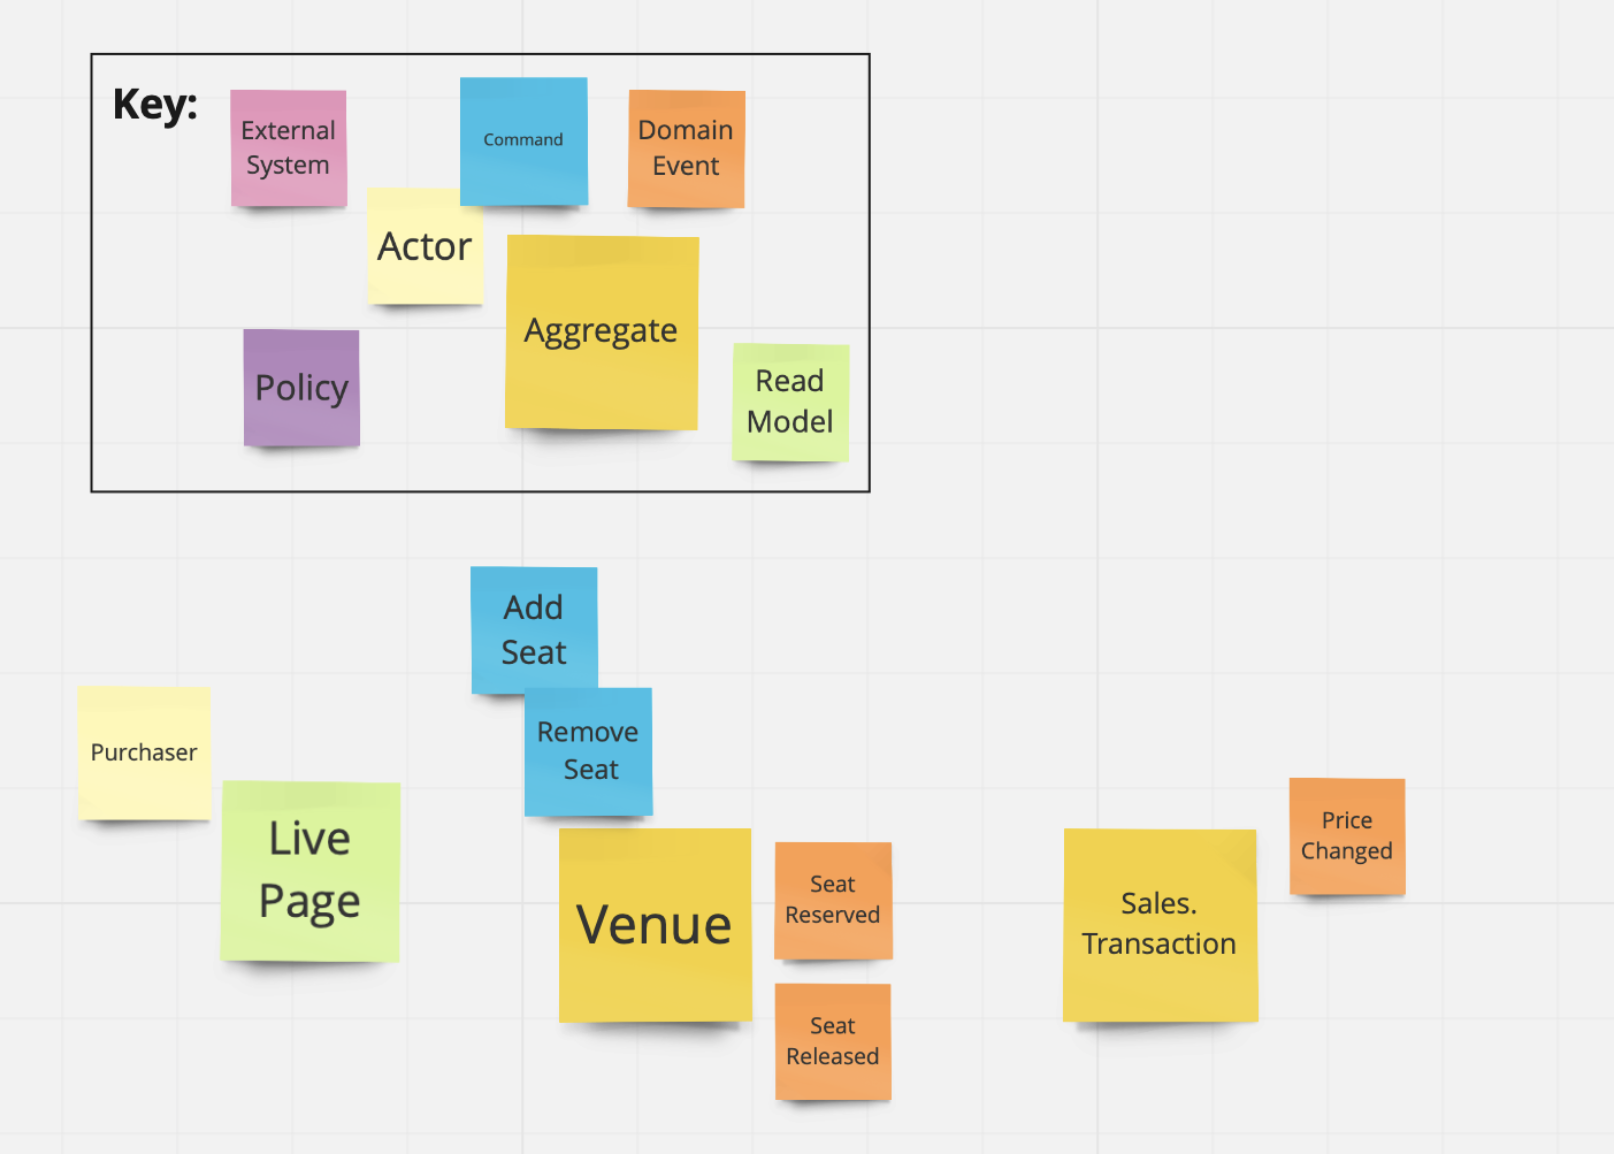 Key:
External
System
Command
Domain
Event
Actor
Aggregate
Policy
Read
Model
Add
Seat
Remove
Seat
Purchaser
Live
Page
Venue
Seat
Reserved
Seat
Released
Sales.
Transaction
Price
Changed